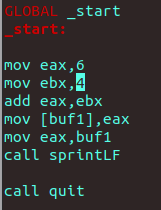 GLOBAL _start
_start:
mov eax,6
mov ebx,4
add eax,ebx
mov [buf1],eax
mov eax,buf1
call sprintLF
call quit